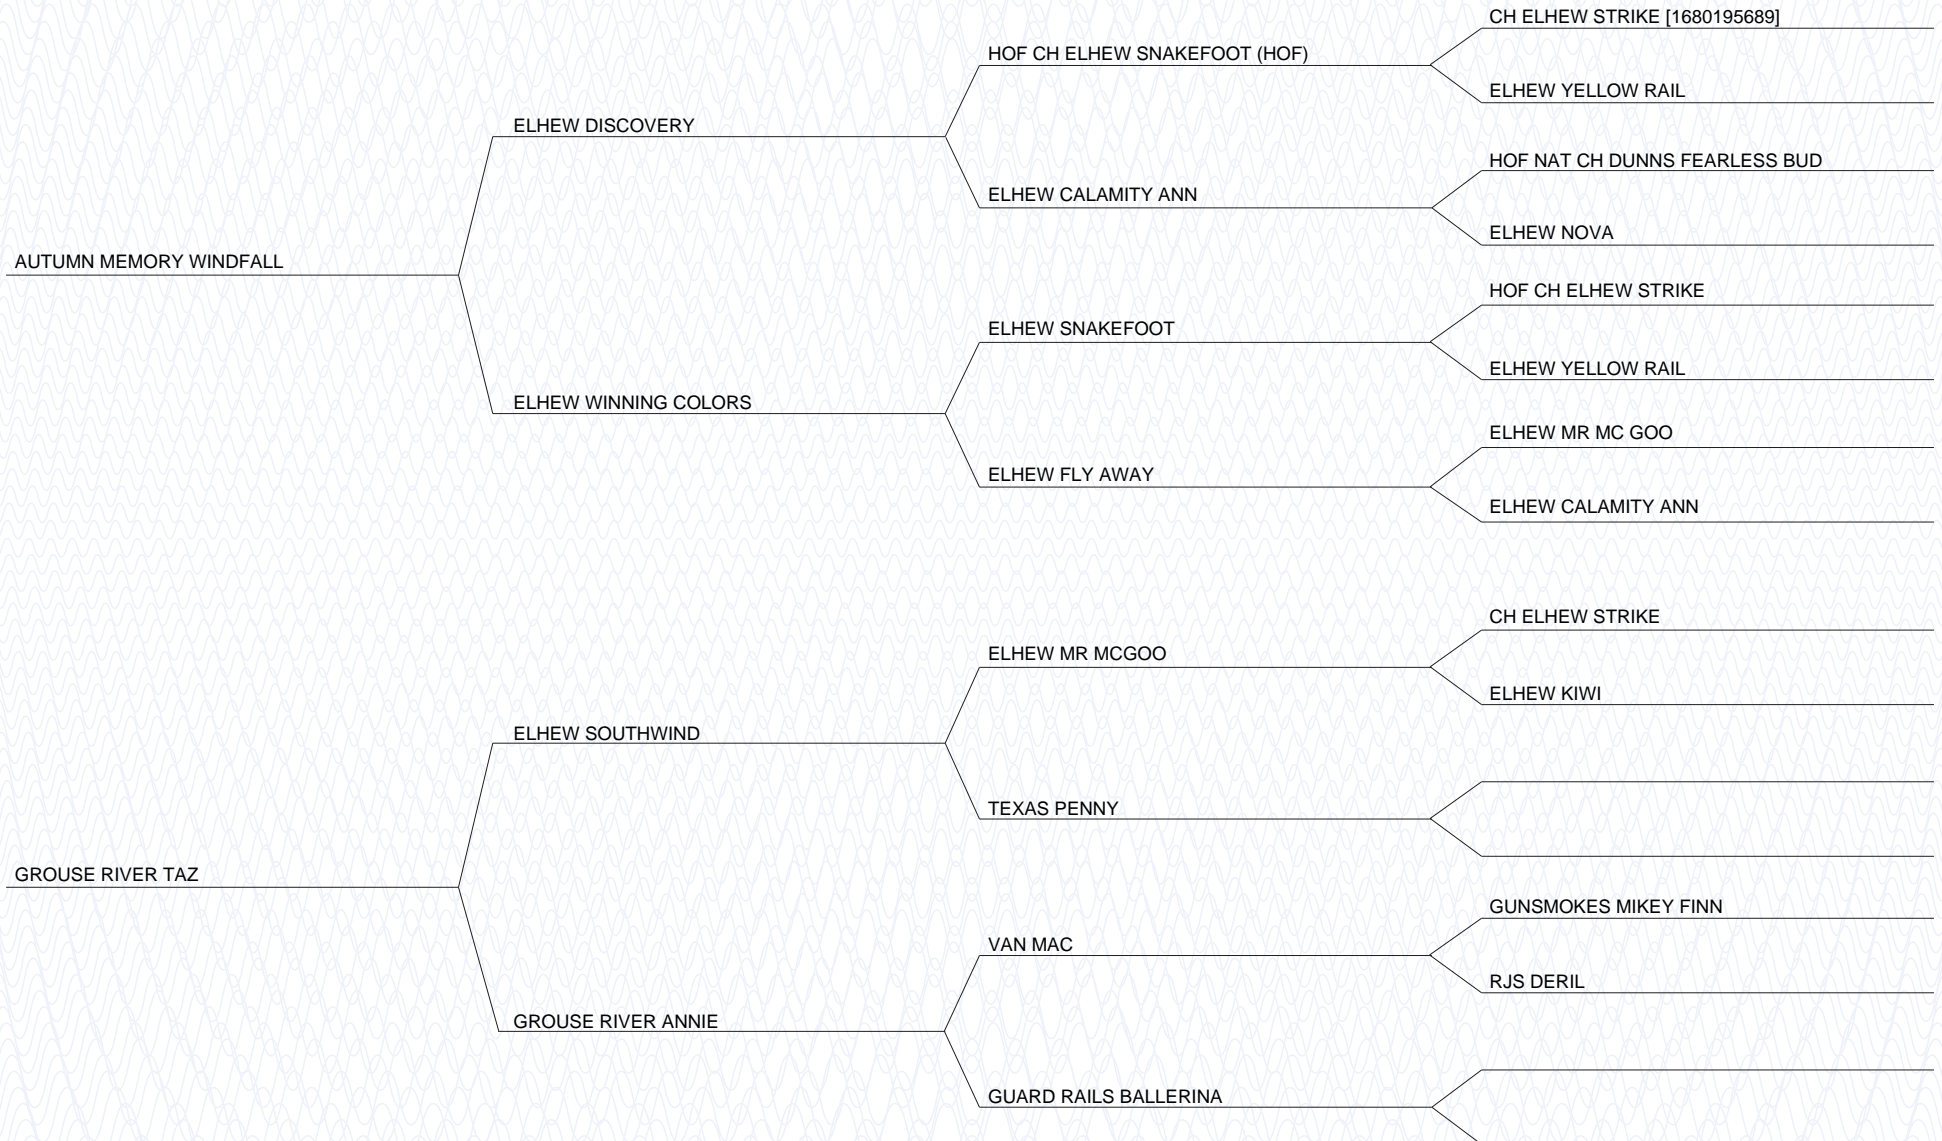 CH ELHEW STRIKE [1680195689]
HOF CH ELHEW SNAKEFOOT (HOF)
ELHEW YELLOW RAIL
ELHEW DISCOVERY
HOF NAT CH DUNNS FEARLESS BUD
ELHEW CALAMITY ANN
ELHEW NOVA
AUTUMN MEMORY WINDFALL
HOF CH ELHEW STRIKE
ELHEW SNAKEFOOT
ELHEW YELLOW RAIL
ELHEW WINNING COLORS
ELHEW MR MC GOO
ELHEW FLY AWAY
ELHEW CALAMITY ANN
CH ELHEW STRIKE
ELHEW MR MCGOO
ELHEW KIWI
ELHEW SOUTHWIND
TEXAS PENNY
GROUSE RIVER TAZ
GUNSMOKES MIKEY FINN
VAN MAC
RJS DERIL
GROUSE RIVER ANNIE
GUARD RAILS BALLERINA